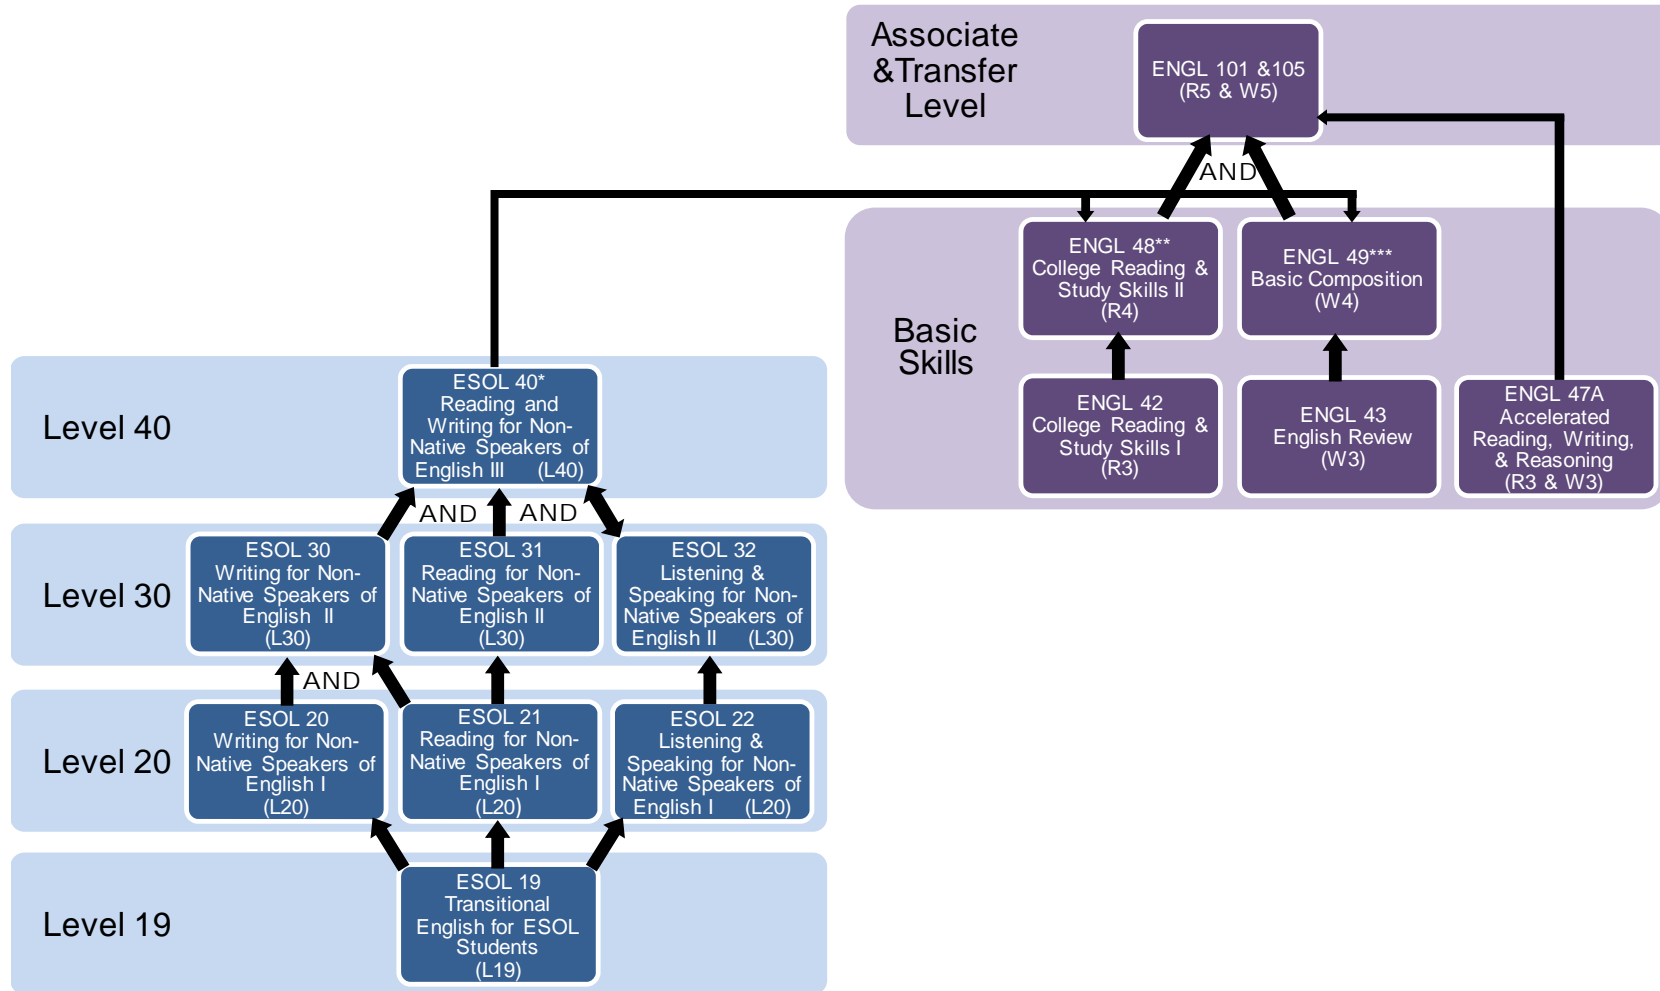 Associate
&Transfer
Level
ENGL 101 &105
(R5 & W5)
AND
Basic
Skills
ENGL 48**
College Reading &
Study Skills II
(R4)
ENGL 49***
Basic Composition
(W4)
ENGL 42
College Reading &
Study Skills I
(R3)
ENGL 43
English Review
(W3)
ENGL 47A
Accelerated
Reading, Writing,
& Reasoning
(R3 & W3)
Level 40
ESOL 40*
Reading and
Writing for Non-
Native Speakers of
English III (L40)
AND
AND
Level 30
ESOL 30
Writing for Non-
Native Speakers of
English II
(L30)
ESOL 31
Reading for Non-
Native Speakers of
English II
(L30)
ESOL 32
Listening &
Speaking for Non-
Native Speakers of
English II (L30)
AND
Level 20
ESOL 20
Writing for Non-
Native Speakers of
English I
(L20)
ESOL 21
Reading for Non-
Native Speakers of
English I
(L20)
ESOL 22
Listening &
Speaking for Non-
Native Speakers of
English I (L20)
Level 19
ESOL 19
Transitional
English for ESOL
Students
(L19)